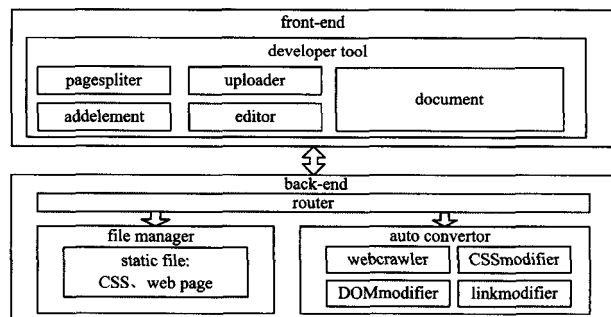 front-end
developer tool
pagespliter
uploader
document
addelement
editor
back-end
router
file manager
auto convertor
static file:
CSS、web page
webcrawler
CSSmodifier
DOMmodifier
linkmodifier